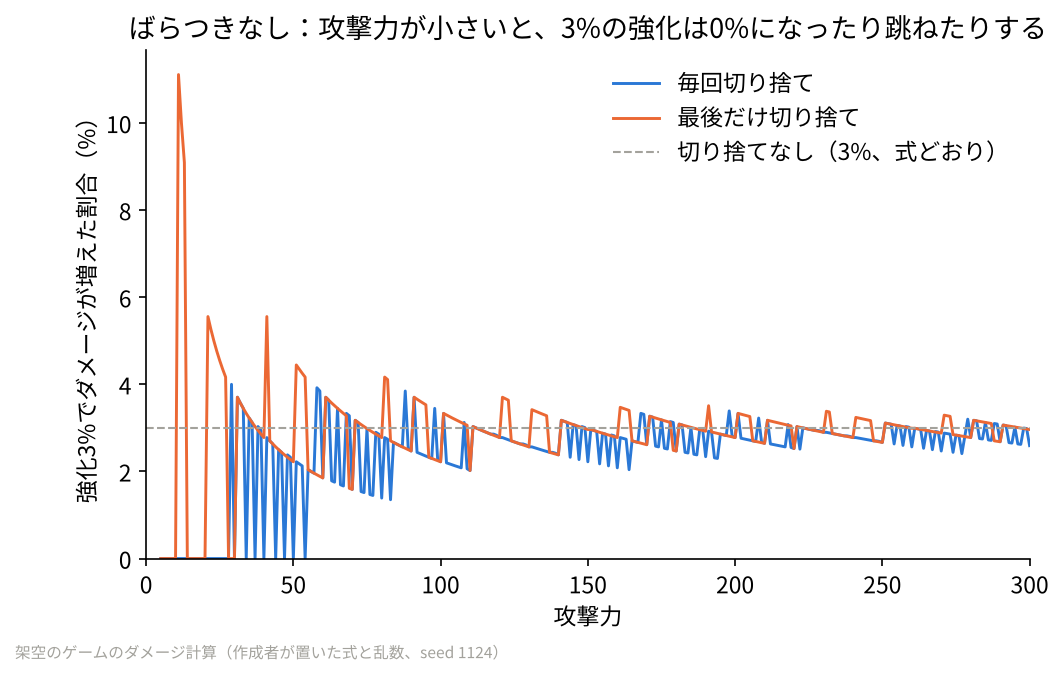 ばらつきなし：攻撃力が小さいと、3%の強化は0%になったり跳ねたりする
毎回切り捨て
最後だけ切り捨て
切り捨てなし（3%、式どおり）
強化3%でダメージが増えた割合（%）
10
8
6
4
2
0
0 50 100 150 200 250 300
攻撃力
架空のゲームのダメージ計算（作成者が置いた式と乱数、seed 1124）